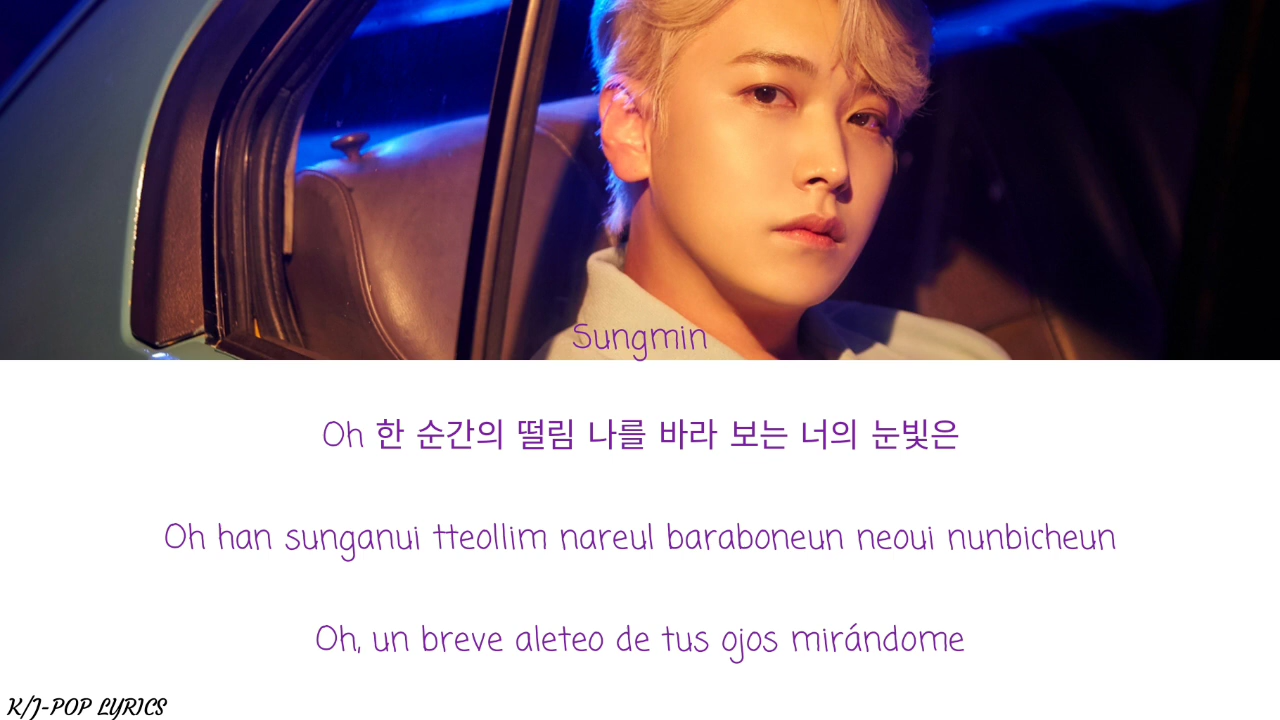 Sungmin
Oh 한 순간의 떨림 나를 바라 보는 너의 눈빛은
Oh han sunganui tteollim nareul baraboneun neoui nunbicheun
Oh, un breve aleteo de tus ojos mirándome
K/J-POP LYRICS